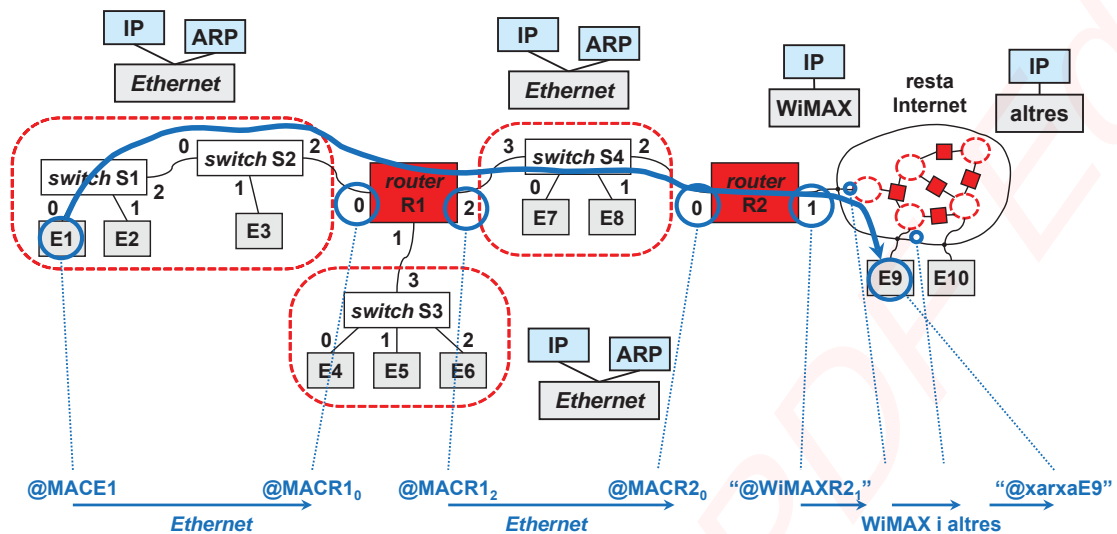 IP ARP
Ethernet
IP ARP
Ethernet
IP
WiMAX
resta
Internet
IP
altres
switch S1
0 1 2
E1 E2
switch S2
0 1 2
E3
router
R1
0 2
1
switch S4
3 2
0 1
E7 E8
router
R2
0 1
E9 E10
switch S3
3
0 1 2
E4 E5 E6
IP ARP
Ethernet
@MACE1 @MACR1₀ @MACR1₂ @MACR2₀ “@WiMAXR2₁” “@xarxaE9”
Ethernet Ethernet WiMAX i altres